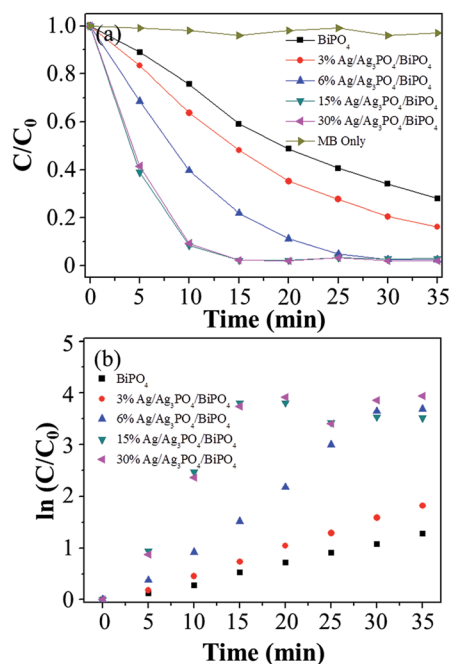 (a)
BiPO₄
3% Ag/Ag₃PO₄/BiPO₄
6% Ag/Ag₃PO₄/BiPO₄
15% Ag/Ag₃PO₄/BiPO₄
30% Ag/Ag₃PO₄/BiPO₄
MB Only
C/C₀
1.0
0.8
0.6
0.4
0.2
0
0 5 10 15 20 25 30 35
Time (min)
(b)
BiPO₄
3% Ag/Ag₃PO₄/BiPO₄
6% Ag/Ag₃PO₄/BiPO₄
15% Ag/Ag₃PO₄/BiPO₄
30% Ag/Ag₃PO₄/BiPO₄
ln (C/C₀)
5
4
3
2
1
0
0 5 10 15 20 25 30 35
Time (min)